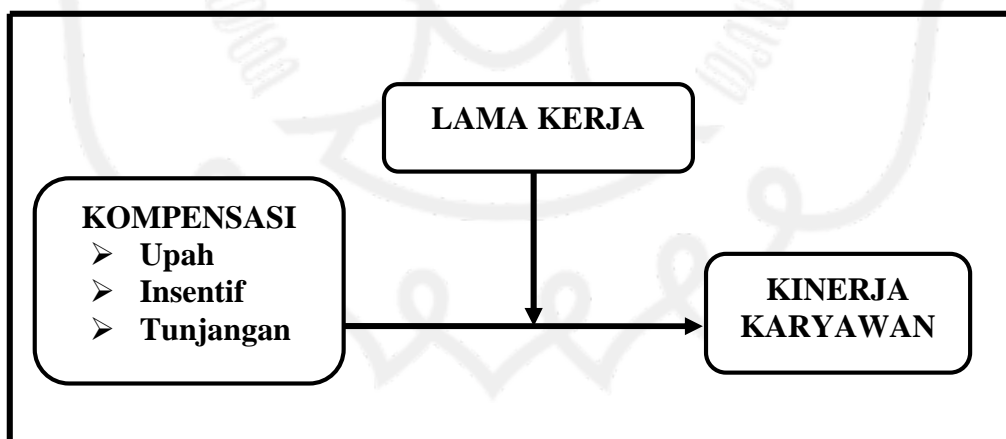 LAMA KERJA
KOMPENSASI
➢ Upah
➢ Insentif
➢ Tunjangan
KINERJA
KARYAWAN